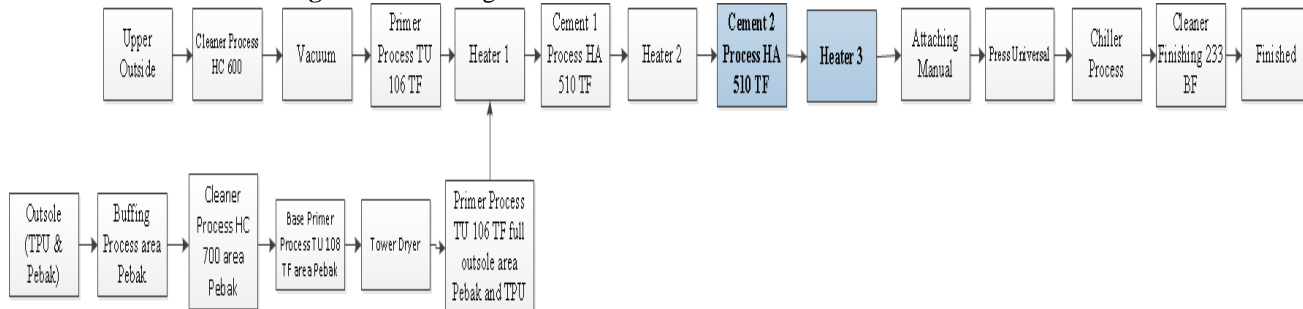 Upper
Outside
Cleaner Process
HC 600
Vacuum
Primer
Process TU
106 TF
Heater 1
Cement 1
Process HA
510 TF
Heater 2
Cement 2
Process HA
510 TF
Heater 3
Attaching
Manual
Press Universal
Chiller
Process
Cleaner
Finishing 233
BF
Finished
Outsole
(TPU &
Pebak)
Buffing
Process area
Pebak
Cleaner
Process HC
700 area
Pebak
Base Primer
Process TU 108
TF area Pebak
Tower Dryer
Primer Process
TU 106 TF full
outsole area
Pebak and TPU